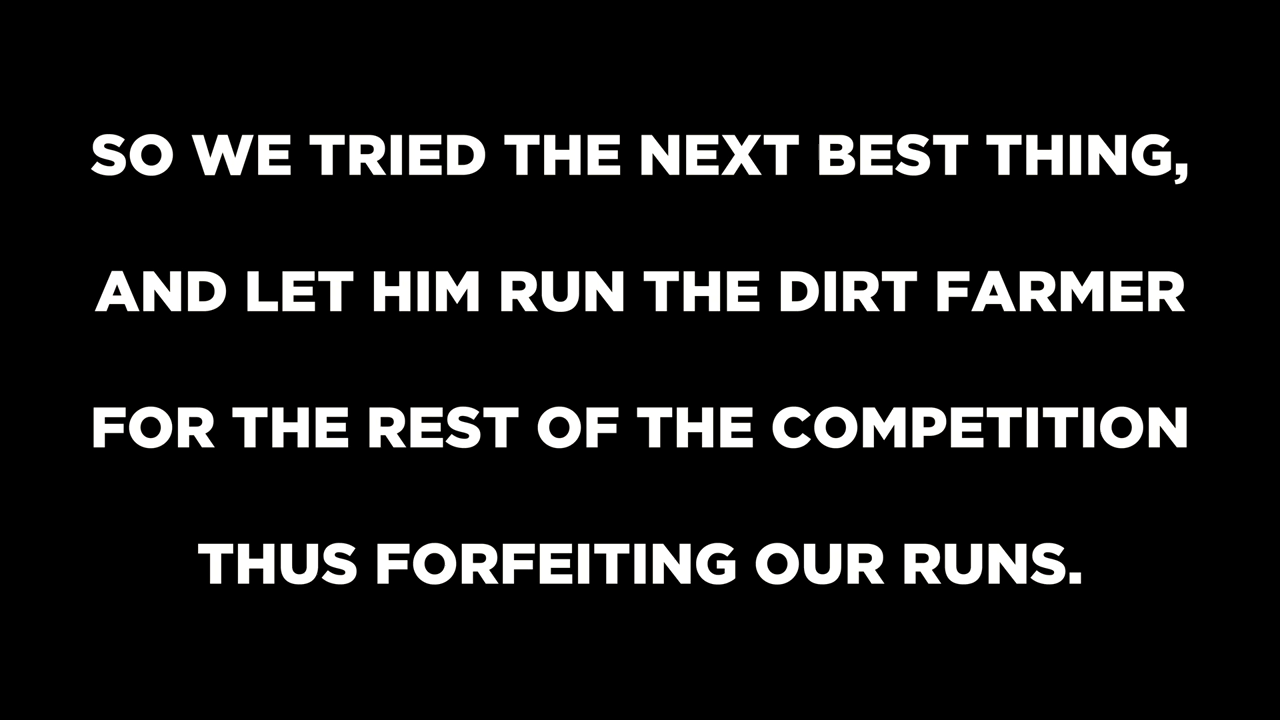 SO WE TRIED THE NEXT BEST THING,
AND LET HIM RUN THE DIRT FARMER
FOR THE REST OF THE COMPETITION
THUS FORFEITING OUR RUNS.